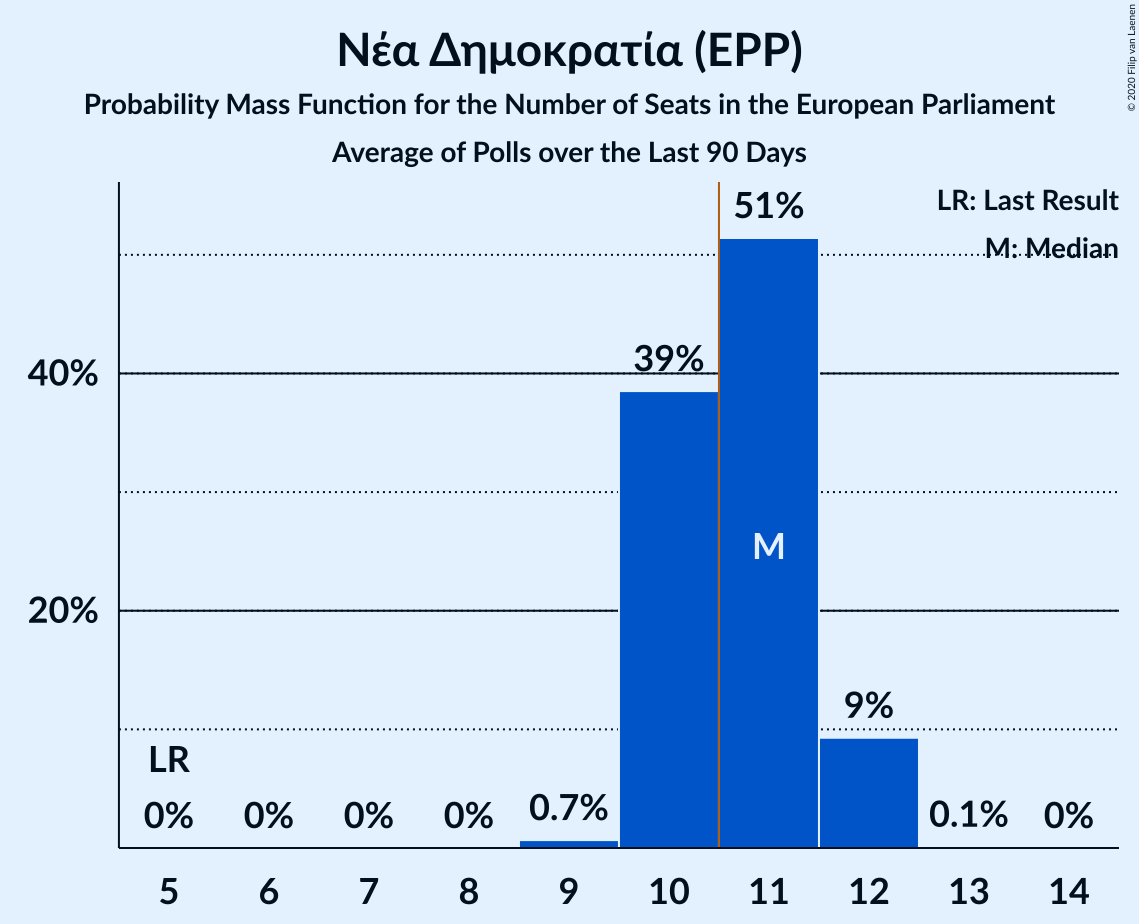 Νέα Δημοκρατία (EPP)
Probability Mass Function for the Number of Seats in the European Parliament
Average of Polls over the Last 90 Days
© 2020 Filip van Laenen
LR: Last Result
M: Median
51%
39%
40%
M
20%
9%
LR
0% 0% 0% 0% 0.7% 0.1% 0%
5 6 7 8 9 10 11 12 13 14